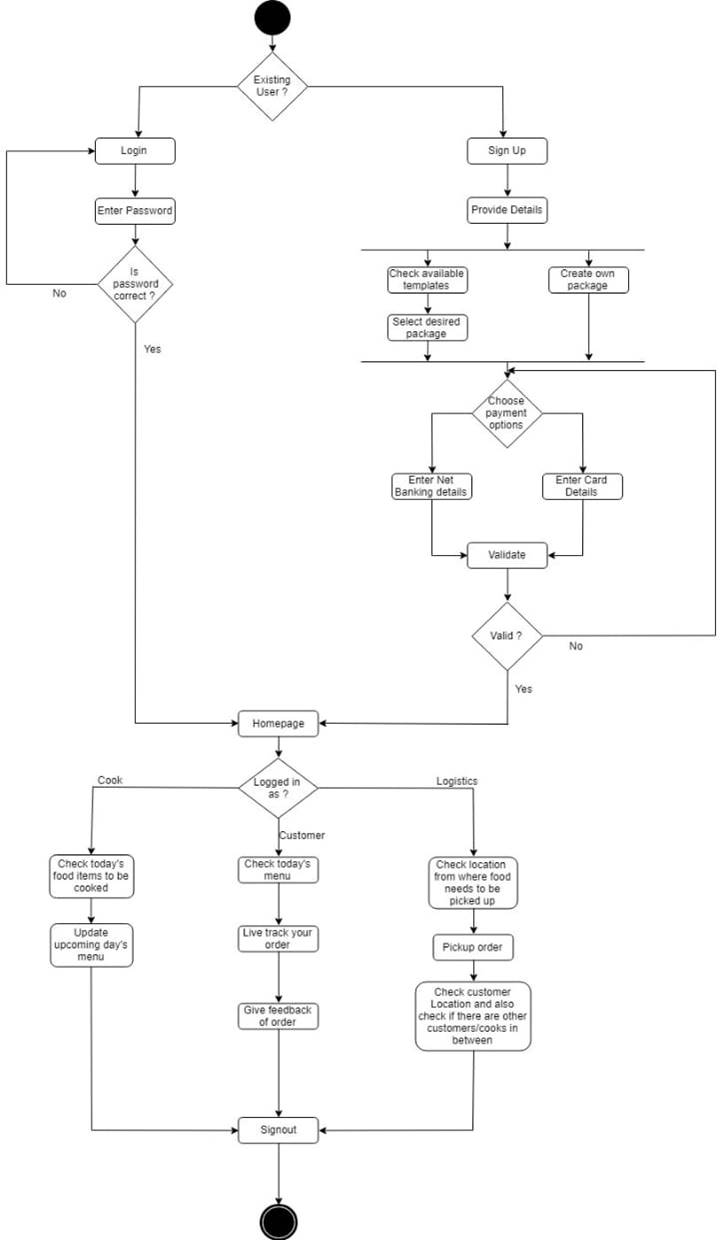 Existing
User ?
Login
Sign Up
Enter Password
Provide Details
Is
password
correct ?
No
Yes
Check available
templates
Create own
package
Select desired
package
Choose
payment
options
Enter Net
Banking details
Enter Card
Details
Validate
Valid ?
No
Yes
Homepage
Logged in
as ?
Cook
Customer
Logistics
Check today's
food items to be
cooked
Update
upcoming day's
menu
Check today's
menu
Live track your
order
Give feedback
of order
Check location
from where food
needs to be
picked up
Pickup order
Check customer
Location and also
check if there are other
customers/cooks in
between
Signout